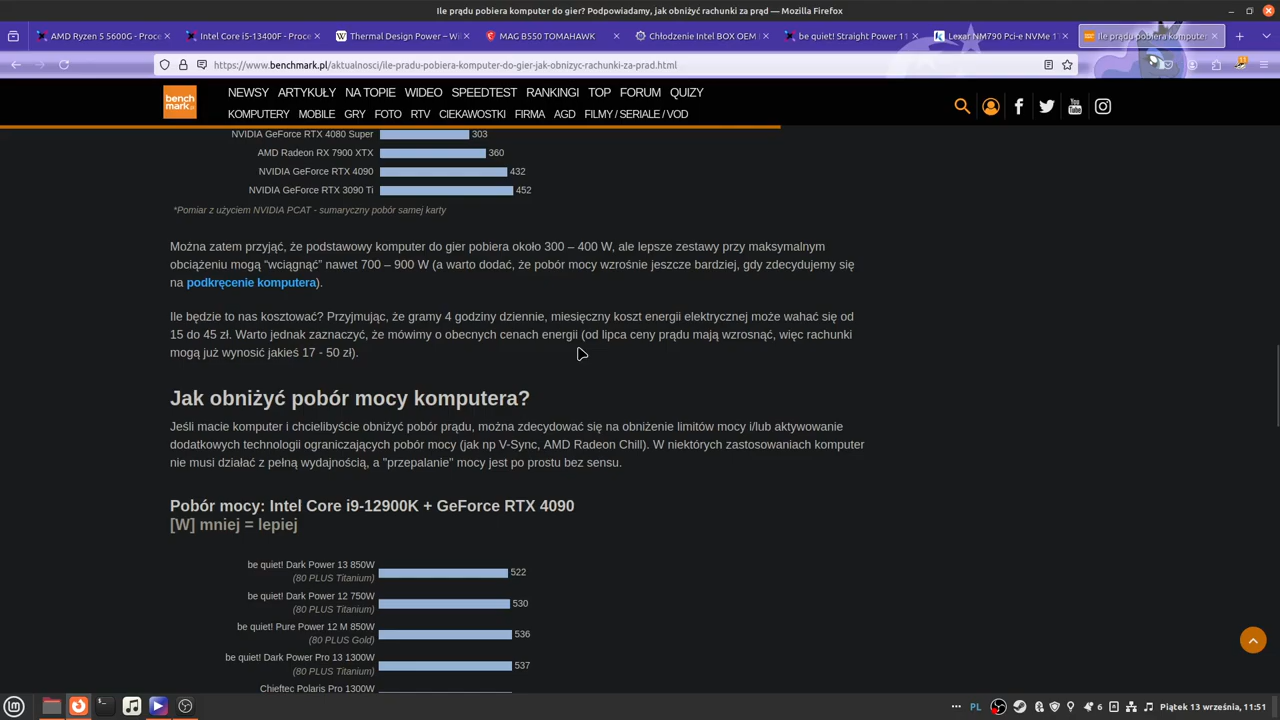 Ile prądu pobiera komputer do gier? Podpowiadamy, jak obniżyć rachunki za prąd — Mozilla Firefox
AMD Ryzen 5 5600G - Proce
Intel Core i5-13400F - Proce
Thermal Design Power – Wi
MAG B550 TOMAHAWK
Chłodzenie Intel BOX OEM
be quiet! Straight Power 11
Lexar NM790 Pci-e NVMe 1
Ile prądu pobiera komputer
https://www.benchmark.pl/aktualnosci/ile-pradu-pobiera-komputer-do-gier-jak-obnizyc-rachunki-za-prad.html
bench
mark.pl
NEWSY ARTYKUŁY NA TOPIE WIDEO SPEEDTEST RANKINGI TOP FORUM QUIZY
KOMPUTERY MOBILE GRY FOTO RTV CIEKAWOSTKI FIRMA AGD FILMY / SERIALE / VOD
NVIDIA GeForce RTX 4080 Super 303
AMD Radeon RX 7900 XTX 360
NVIDIA GeForce RTX 4090 432
NVIDIA GeForce RTX 3090 Ti 452
*Pomiar z użyciem NVIDIA PCAT - sumaryczny pobór samej karty
Można zatem przyjąć, że podstawowy komputer do gier pobiera około 300 – 400 W, ale lepsze zestawy przy maksymalnym
obciążeniu mogą “wciągnąć” nawet 700 – 900 W (a warto dodać, że pobór mocy wzrośnie jeszcze bardziej, gdy zdecydujemy się
na podkręcenie komputera).
Ile będzie to nas kosztować? Przyjmując, że gramy 4 godziny dziennie, miesięczny koszt energii elektrycznej może wahać się od
15 do 45 zł. Warto jednak zaznaczyć, że mówimy o obecnych cenach energii (od lipca ceny prądu mają wzrosnąć, więc rachunki
mogą już wynosić jakieś 17 - 50 zł).
Jak obniżyć pobór mocy komputera?
Jeśli macie komputer i chcielibyście obniżyć pobór prądu, można zdecydować się na obniżenie limitów mocy i/lub aktywowanie
dodatkowych technologii ograniczających pobór mocy (jak np V-Sync, AMD Radeon Chill). W niektórych zastosowaniach komputer
nie musi działać z pełną wydajnością, a "przepalanie" mocy jest po prostu bez sensu.
Pobór mocy: Intel Core i9-12900K + GeForce RTX 4090
[W] mniej = lepiej
be quiet! Dark Power 13 850W
(80 PLUS Titanium)
522
be quiet! Dark Power 12 750W
(80 PLUS Titanium)
530
be quiet! Pure Power 12 M 850W
(80 PLUS Gold)
536
be quiet! Dark Power Pro 13 1300W
(80 PLUS Titanium)
537
Chieftec Polaris Pro 1300W
PL
6
Piątek 13 września, 11:51